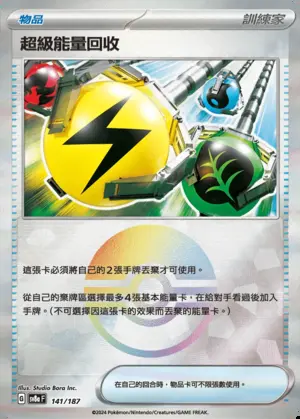 物品
訓練家
超級能量回收
這張卡必須將自己的2張手牌丟棄才可使用。
從自己的棄牌區選擇最多4張基本能量卡，在給對手看過後加入
手牌。(不可選擇因這張卡的效果而丟棄的能量卡。)
Illus. Studio Bora Inc.
G SV8a F 141/187
在自己的回合時，物品卡可不限張數使用。
©2024 Pokémon/Nintendo/Creatures/GAME FREAK.